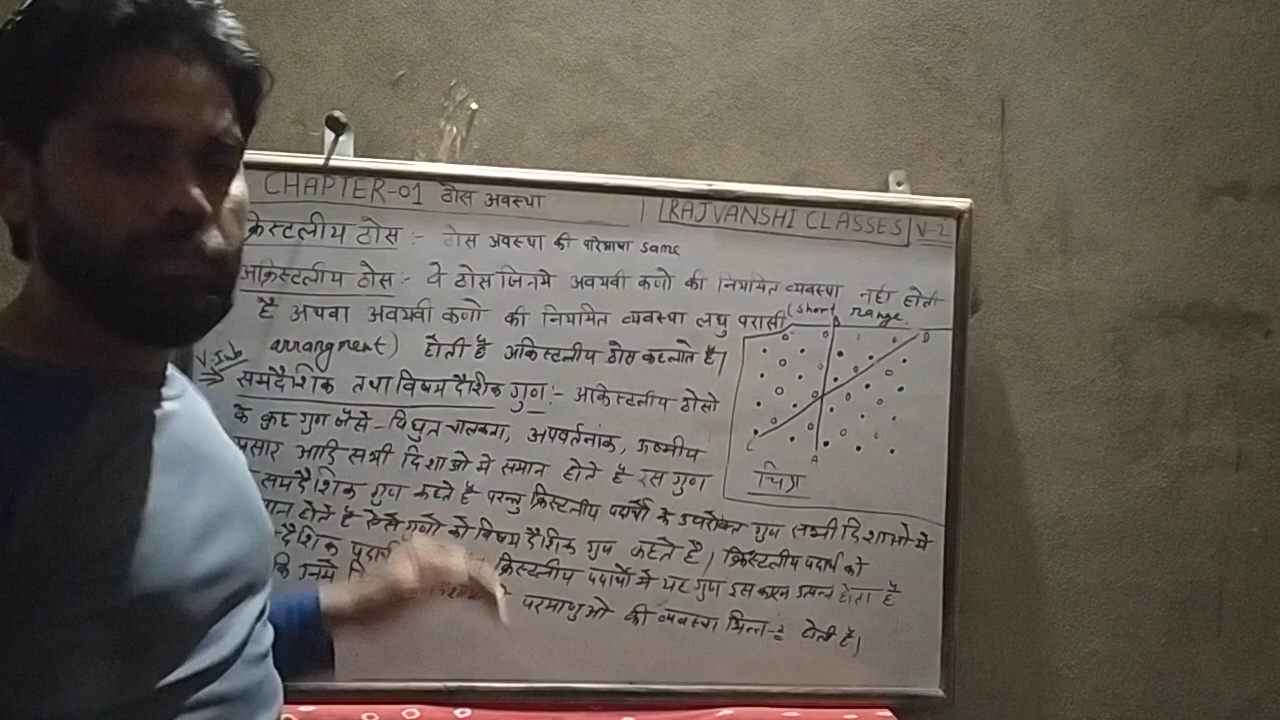 CHAPTER-01 ठोस अवस्था RAJVANSHI CLASSES V-2
क्रिस्टलीय ठोस :- ठोस अवस्था की परिभाषा same
अक्रिस्टलीय ठोस :- वे ठोस जिनमे अवयवी कणो की नियमित व्यवस्था नही होती
है अथवा अवयवी कणो की नियमित व्यवस्था लघु परासी (short range
arrangment) होती है अक्रिस्टलीय ठोस कहलाते है|
V.Imp
⇒ समदैशिक तथा विषम दैशिक गुण :- अक्रिस्टलीय ठोसो
के कुछ गुण जैसे - विधुत चालकता, अपवर्तनांक, ऊष्मीय
प्रसार आदि सभी दिशाओ मे समान होते है इस गुण
समदैशिक गुण कहते है परन्तु क्रिस्टलीय पदार्थो के उपरोक्त गुण सभी दिशाओ मे
होते है ऐसे गुणो को विषम दैशिक गुण कहते है| क्रिस्टलीय पदार्थ को
दैशिक क्रिस्टलीय पदार्थो मे यह गुण इस कारण उत्पन्न होता है
कि इनमे परमाणुओ की व्यवस्था भिन्न-2 होती है|
B
D
C
A
चित्र